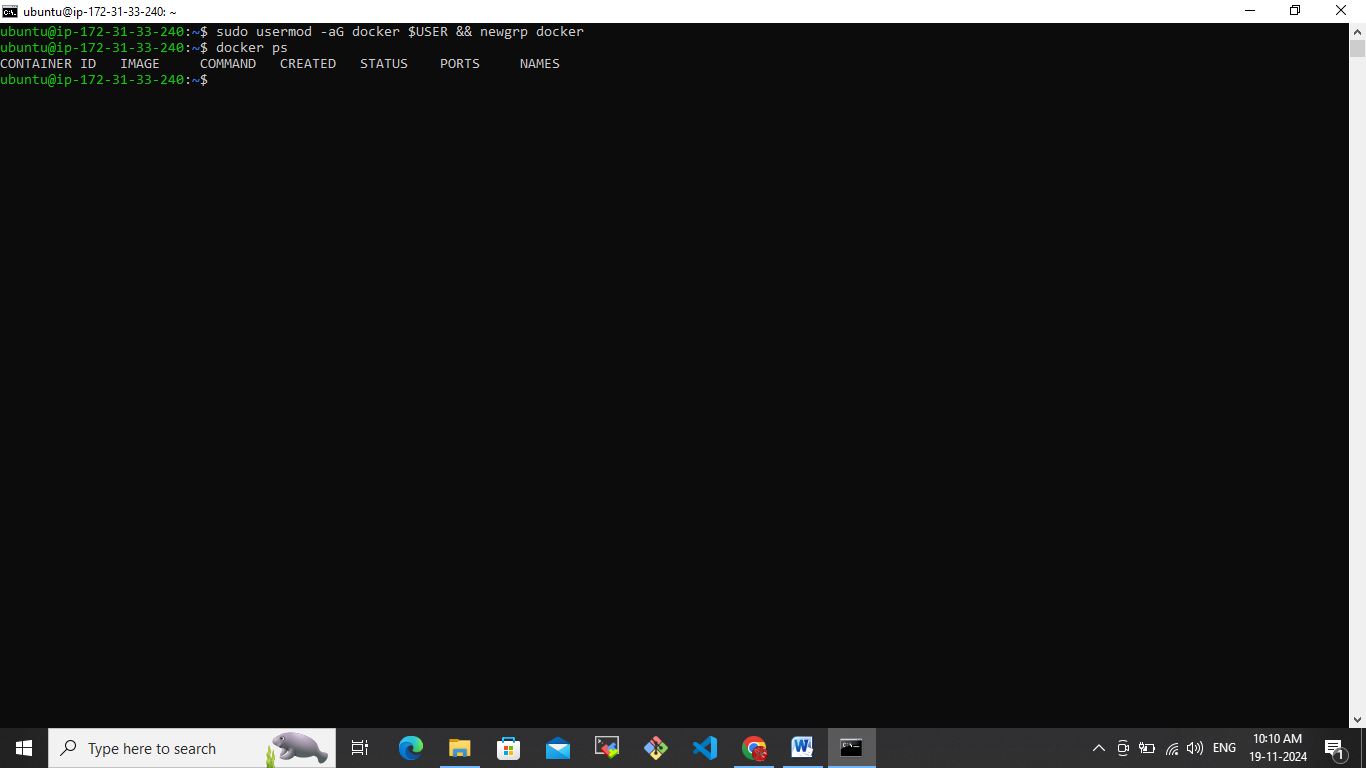 ubuntu@ip-172-31-33-240: ~
ubuntu@ip-172-31-33-240:~$ sudo usermod -aG docker $USER && newgrp docker
ubuntu@ip-172-31-33-240:~$ docker ps
CONTAINER ID   IMAGE     COMMAND   CREATED   STATUS    PORTS     NAMES
ubuntu@ip-172-31-33-240:~$
Type here to search
ENG
10:10 AM
19-11-2024
1